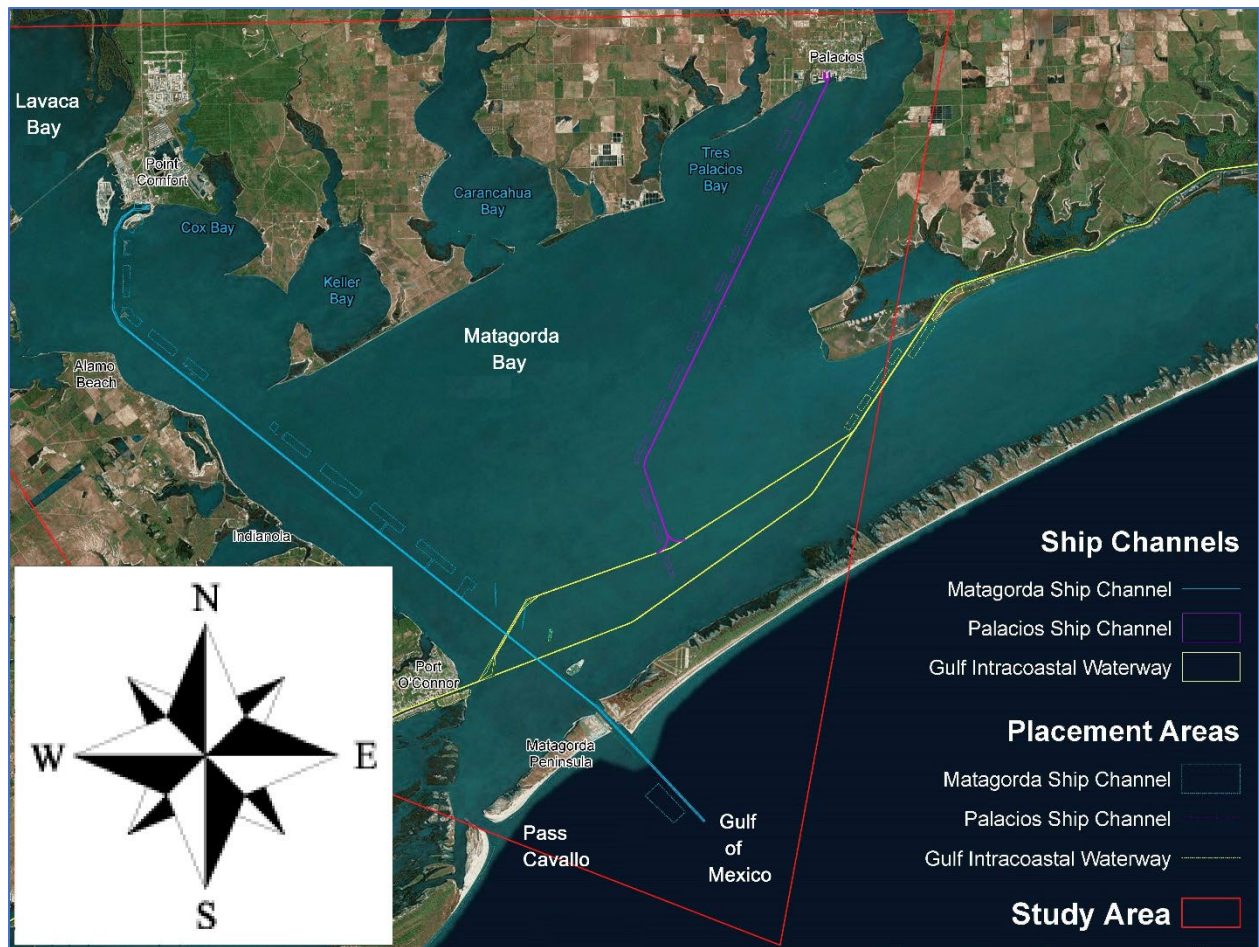 Palacios
Lavaca
Bay
Point
Comfort
Tres
Palacios
Bay
Carancahua
Bay
Cox Bay
Keller
Bay
Matagorda
Bay
Alamo
Beach
Indianola
Port
O'Connor
Matagorda
Peninsula
Pass
Cavallo
Gulf
of
Mexico
N
W
E
S
Ship Channels
Matagorda Ship Channel
Palacios Ship Channel
Gulf Intracoastal Waterway
Placement Areas
Matagorda Ship Channel
Palacios Ship Channel
Gulf Intracoastal Waterway
Study Area